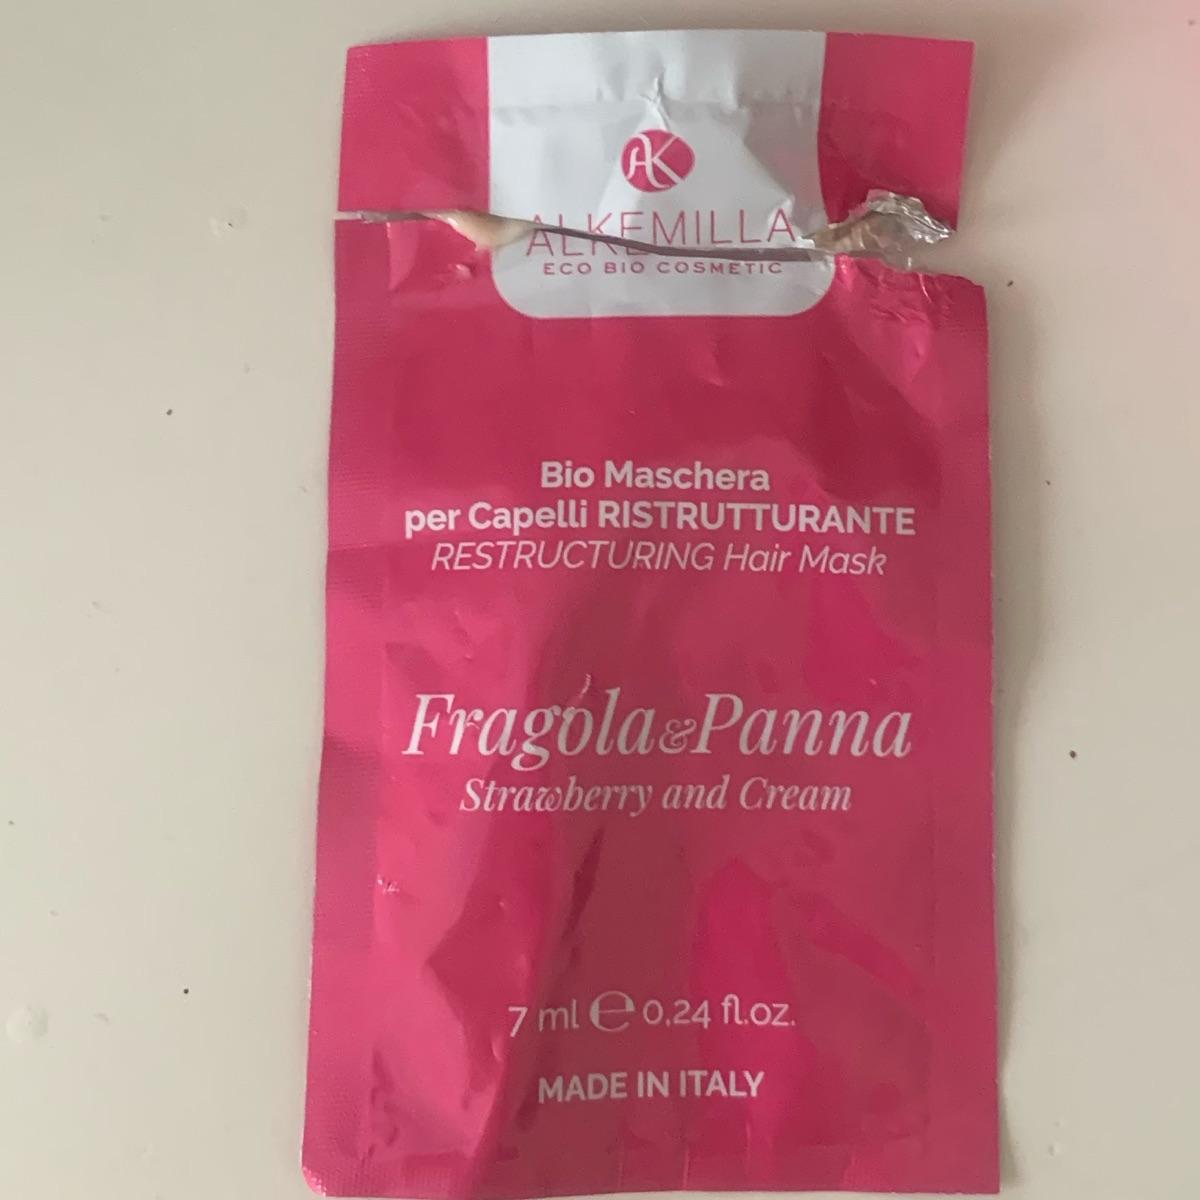 AK
ALKEMILLA
ECO BIO COSMETIC
Bio Maschera
per Capelli RISTRUTTURANTE
RESTRUCTURING Hair Mask
Fragola&Panna
Strawberry and Cream
7 ml ℮ 0,24 fl.oz.
MADE IN ITALY